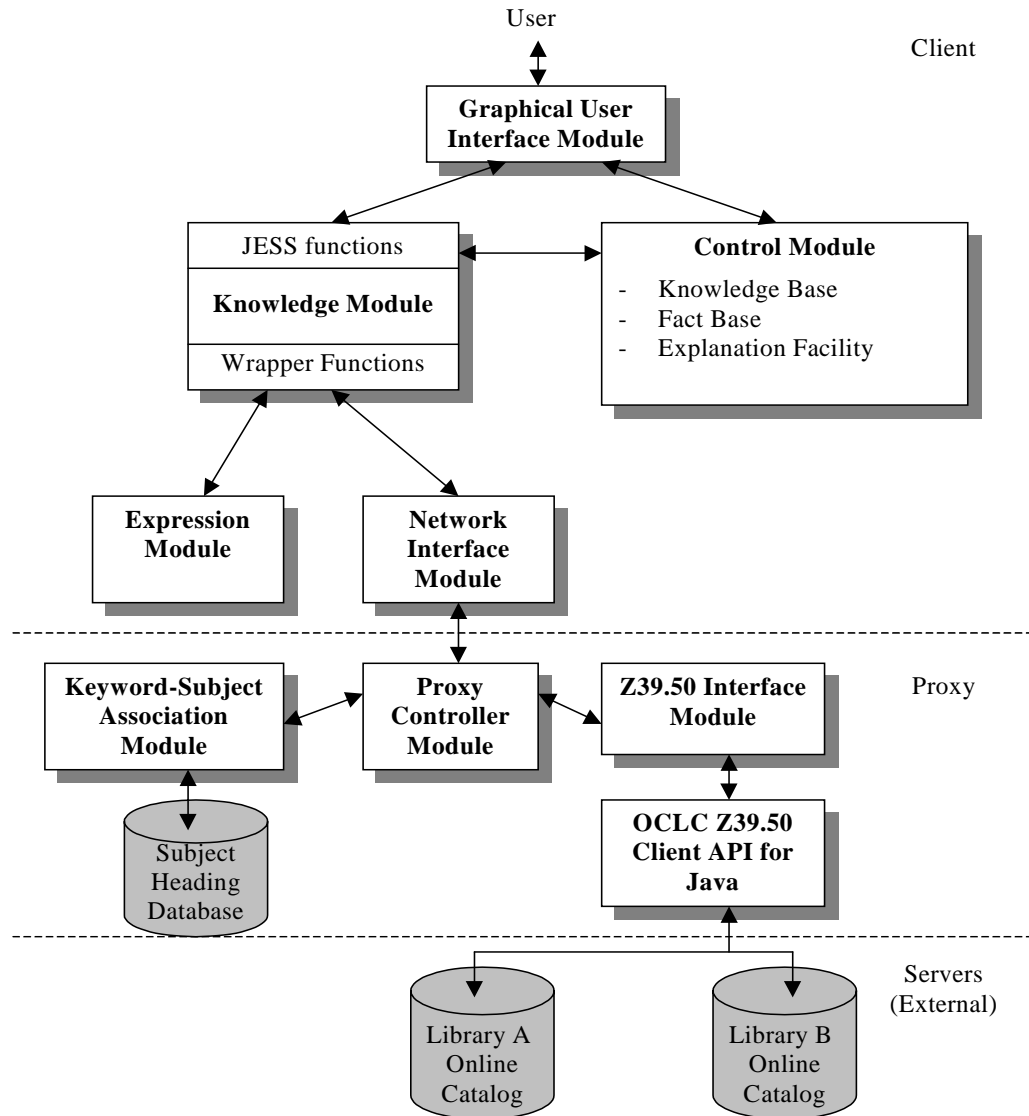 User
Client
Graphical User
Interface Module
JESS functions
Knowledge Module
Wrapper Functions
Control Module
- Knowledge Base
- Fact Base
- Explanation Facility
Expression
Module
Network
Interface
Module
Keyword-Subject
Association
Module
Proxy
Controller
Module
Z39.50 Interface
Module
Proxy
Subject
Heading
Database
OCLC Z39.50
Client API for
Java
Servers
(External)
Library A
Online
Catalog
Library B
Online
Catalog